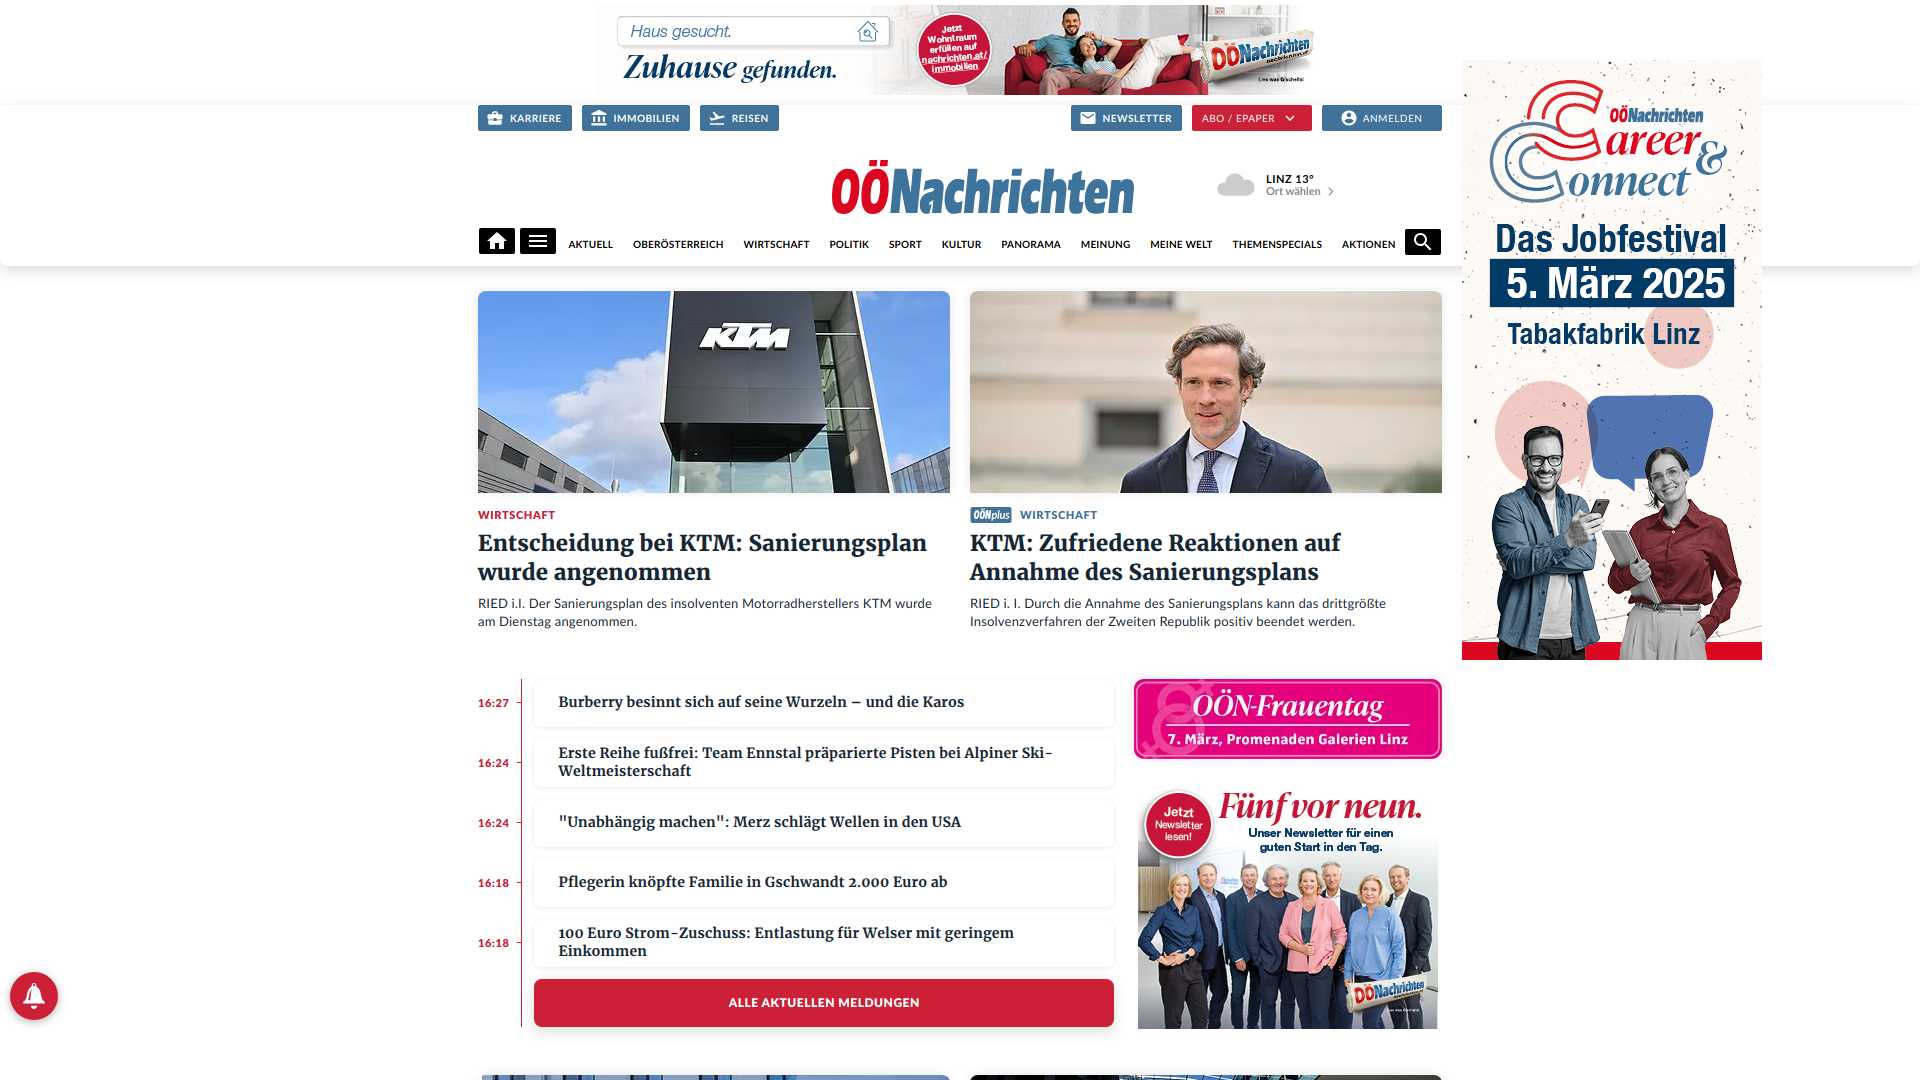 Haus gesucht.
Zuhause gefunden.
Jetzt
Wohntraum
erfüllen auf
nachrichten.at/
immobilien
OÖNachrichten
Lies was G'scheits!
KARRIERE
IMMOBILIEN
REISEN
NEWSLETTER
ABO / EPAPER
ANMELDEN
OÖNachrichten
LINZ 13°
Ort wählen
AKTUELL
OBERÖSTERREICH
WIRTSCHAFT
POLITIK
SPORT
KULTUR
PANORAMA
MEINUNG
MEINE WELT
THEMENSPECIALS
AKTIONEN
OÖNachrichten
Career &
Connect
Das Jobfestival
5. März 2025
Tabakfabrik Linz
KTM
WIRTSCHAFT
Entscheidung bei KTM: Sanierungsplan
wurde angenommen
RIED i.I. Der Sanierungsplan des insolventen Motorradherstellers KTM wurde
am Dienstag angenommen.
OÖNplus WIRTSCHAFT
KTM: Zufriedene Reaktionen auf
Annahme des Sanierungsplans
RIED i. I. Durch die Annahme des Sanierungsplans kann das drittgrößte
Insolvenzverfahren der Zweiten Republik positiv beendet werden.
16:27
Burberry besinnt sich auf seine Wurzeln – und die Karos
16:24
Erste Reihe fußfrei: Team Ennstal präparierte Pisten bei Alpiner Ski-
Weltmeisterschaft
16:24
"Unabhängig machen": Merz schlägt Wellen in den USA
16:18
Pflegerin knöpfte Familie in Gschwandt 2.000 Euro ab
16:18
100 Euro Strom-Zuschuss: Entlastung für Welser mit geringem
Einkommen
ALLE AKTUELLEN MELDUNGEN
OÖN-Frauentag
7. März, Promenaden Galerien Linz
Jetzt
Newsletter
lesen!
Fünf vor neun.
Unser Newsletter für einen
guten Start in den Tag.
OÖNachrichten